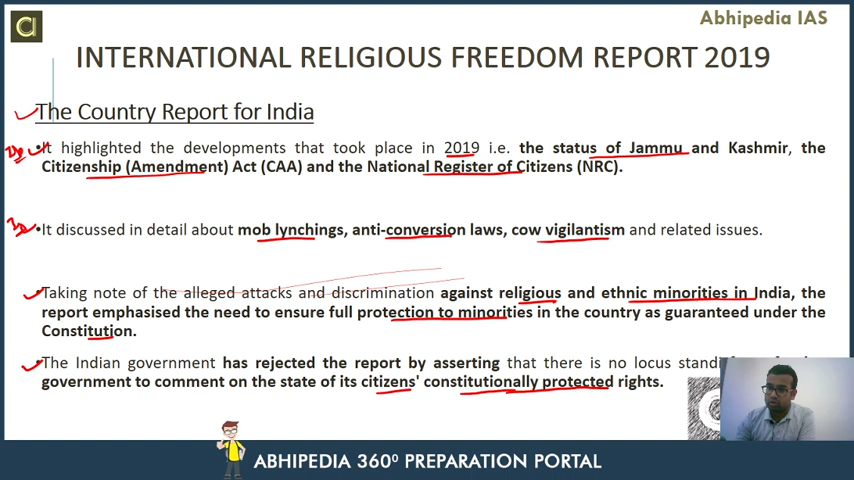 Abhipedia IAS
INTERNATIONAL RELIGIOUS FREEDOM REPORT 2019
The Country Report for India
•It highlighted the developments that took place in 2019 i.e. the status of Jammu and Kashmir, the
Citizenship (Amendment) Act (CAA) and the National Register of Citizens (NRC).
•It discussed in detail about mob lynchings, anti-conversion laws, cow vigilantism and related issues.
•Taking note of the alleged attacks and discrimination against religious and ethnic minorities in India, the
report emphasised the need to ensure full protection to minorities in the country as guaranteed under the
Constitution.
•The Indian government has rejected the report by asserting that there is no locus
government to comment on the state of its citizens' constitutionally protected rights.
ABHIPEDIA 360⁰ PREPARATION PORTAL